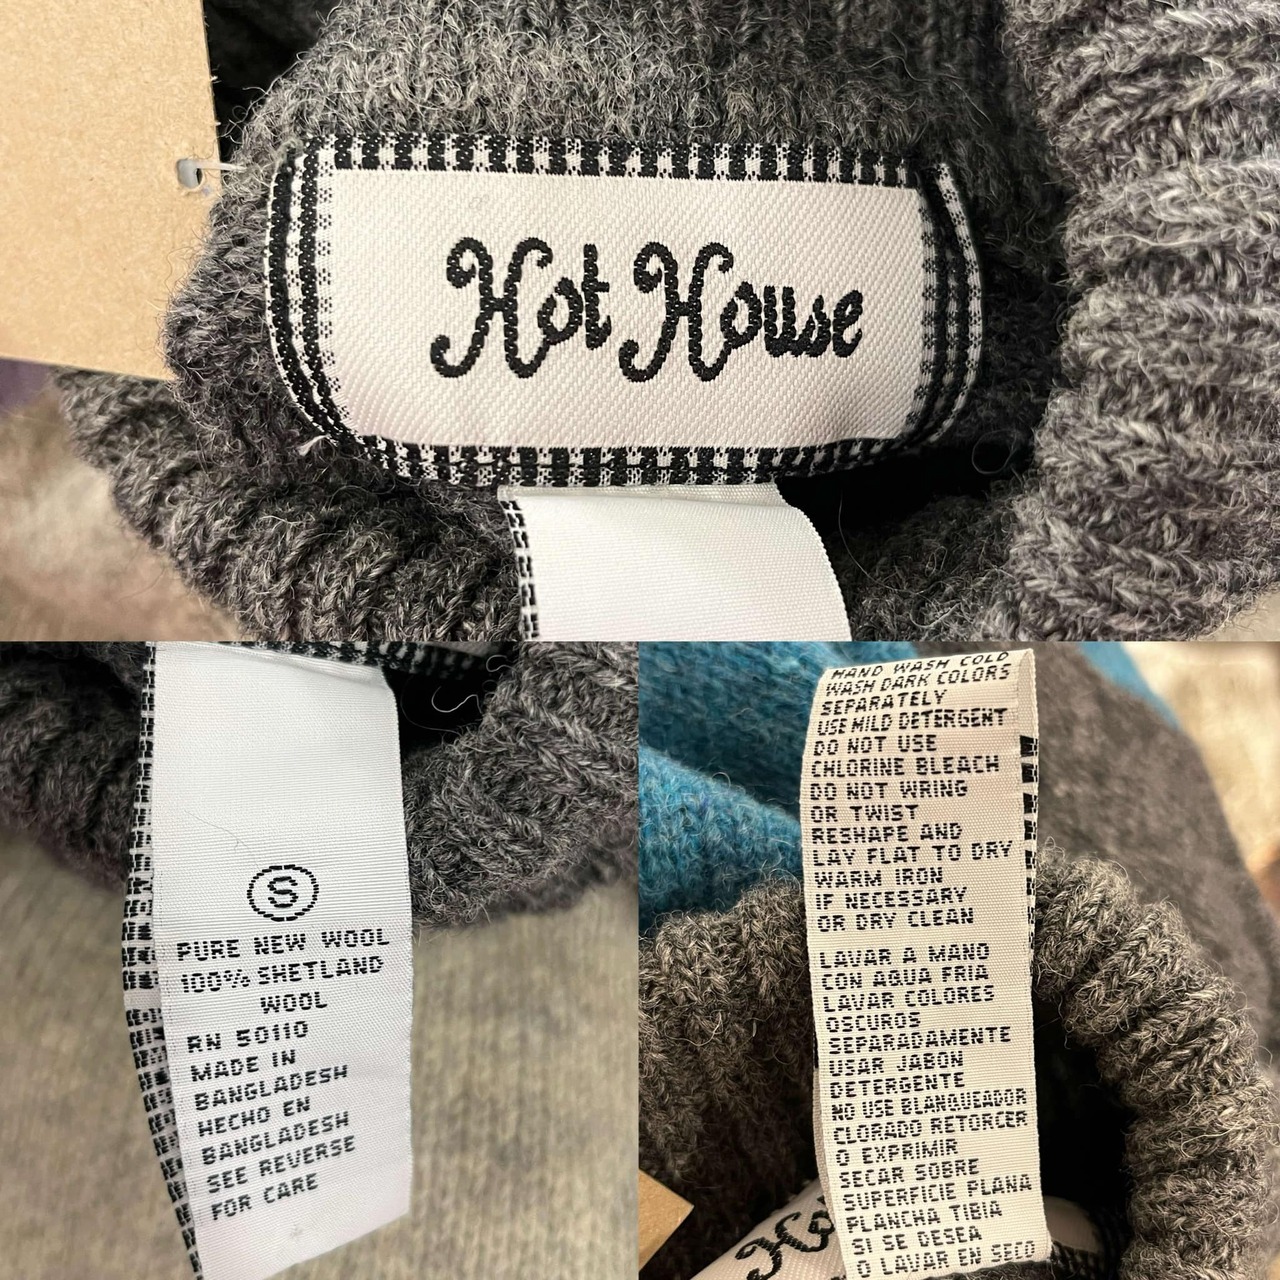 Hot House
S
PURE NEW WOOL
100% SHETLAND
WOOL
RN 50110
MADE IN
BANGLADESH
HECHO EN
BANGLADESH
SEE REVERSE
FOR CARE
HAND WASH COLD
WASH DARK COLORS
SEPARATELY
USE MILD DETERGENT
DO NOT USE
CHLORINE BLEACH
DO NOT WRING
OR TWIST
RESHAPE AND
LAY FLAT TO DRY
WARM IRON
IF NECESSARY
OR DRY CLEAN
LAVAR A MANO
CON AQUA FRIA
LAVAR COLORES
OSCUROS
SEPARADAMENTE
USAR JABON
DETERGENTE
NO USE BLANQUEADOR
CLORADO RETORCER
O EXPRIMIR
SECAR SOBRE
SUPERFICIE PLANA
PLANCHA TIBIA
SI SE DESEA
O LAVAR EN SECO